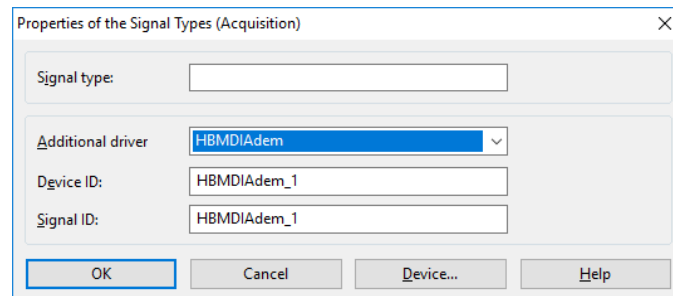 Properties of the Signal Types (Acquisition)
Signal type:
Additional driver HBMDIAdem
Device ID: HBMDIAdem_1
Signal ID: HBMDIAdem_1
OK Cancel Device... Help